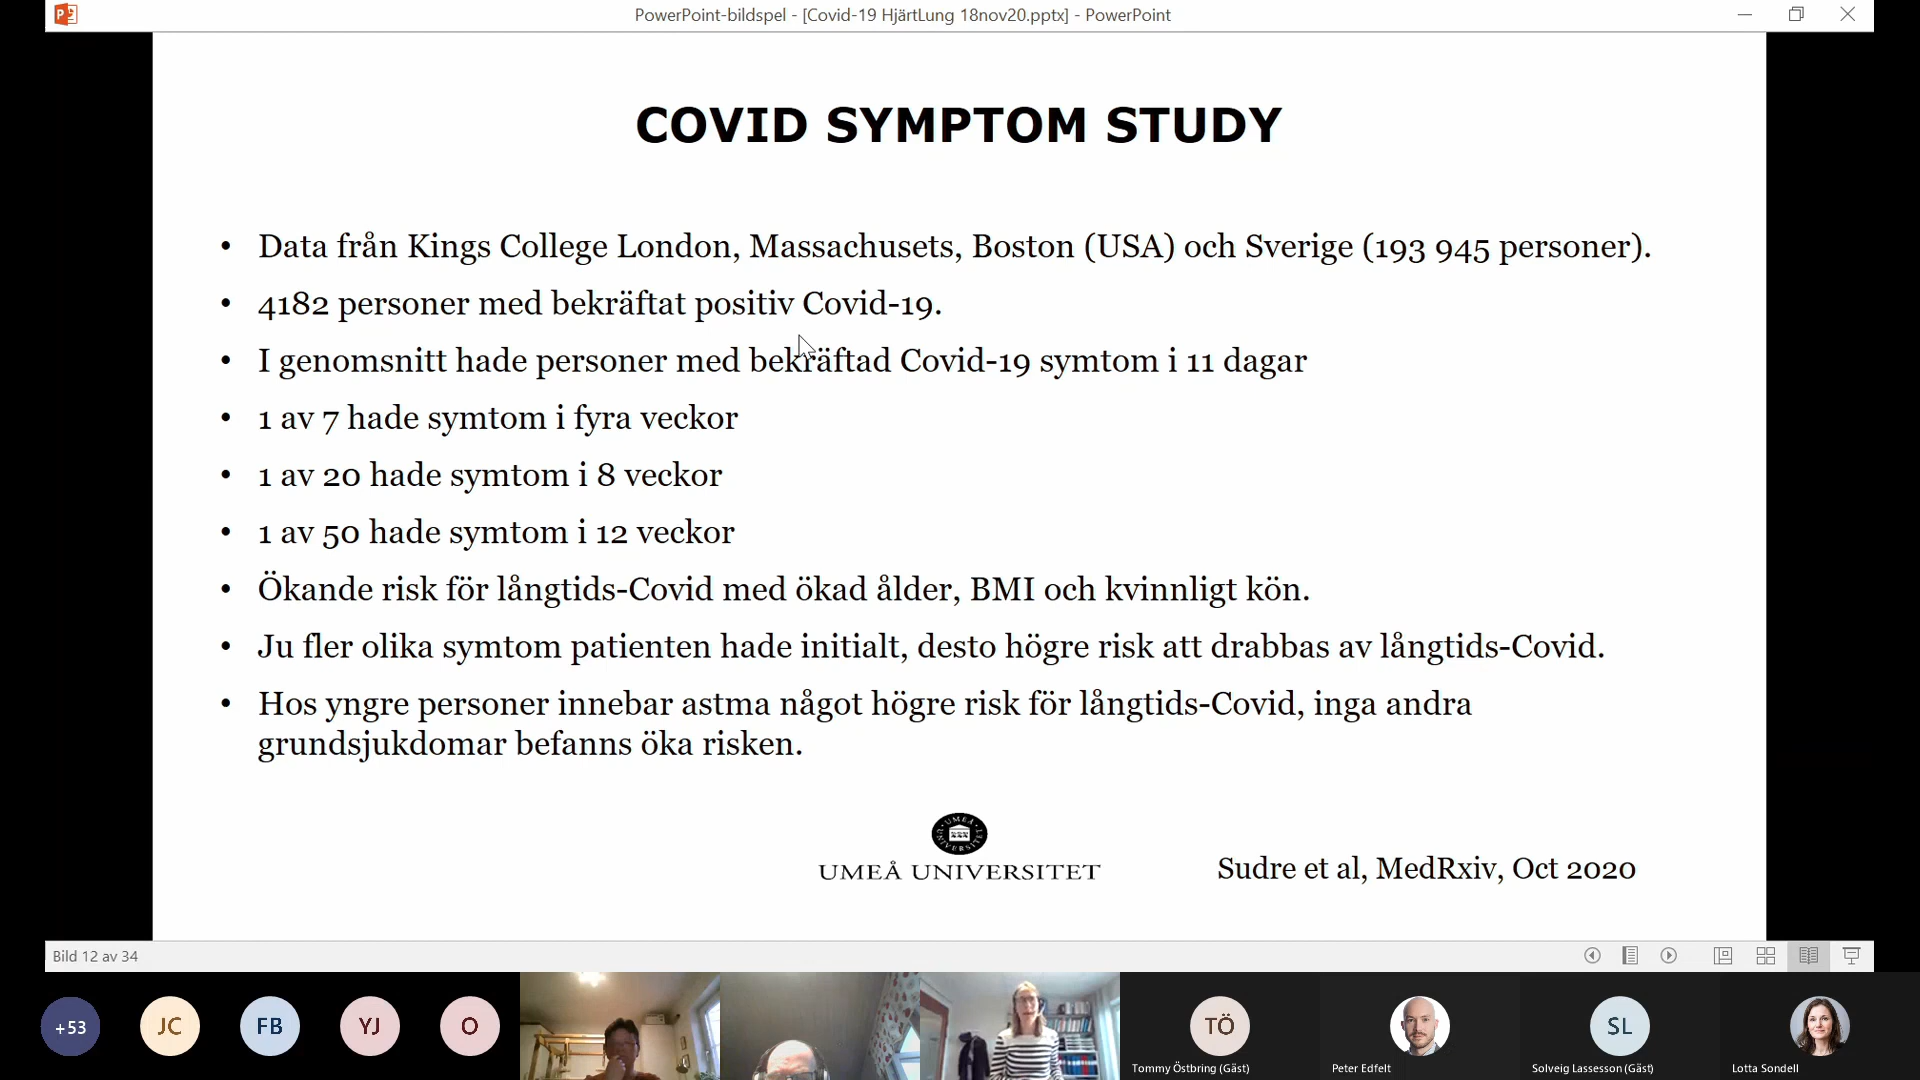 PowerPoint-bildspel - [Covid-19 HjärtLung 18nov20.pptx] - PowerPoint
COVID SYMPTOM STUDY
• Data från Kings College London, Massachusets, Boston (USA) och Sverige (193 945 personer).
• 4182 personer med bekräftat positiv Covid-19.
• I genomsnitt hade personer med bekräftad Covid-19 symtom i 11 dagar
• 1 av 7 hade symtom i fyra veckor
• 1 av 20 hade symtom i 8 veckor
• 1 av 50 hade symtom i 12 veckor
• Ökande risk för långtids-Covid med ökad ålder, BMI och kvinnligt kön.
• Ju fler olika symtom patienten hade initialt, desto högre risk att drabbas av långtids-Covid.
• Hos yngre personer innebar astma något högre risk för långtids-Covid, inga andra
grundsjukdomar befanns öka risken.
UMEÅ UNIVERSITET
UMEÅ UNIVERSITET
Sudre et al, MedRxiv, Oct 2020
Bild 12 av 34
+53
JC
FB
YJ
O
TÖ
SL
Tommy Östbring (Gäst)
Peter Edfelt
Solveig Lassesson (Gäst)
Lotta Sondell